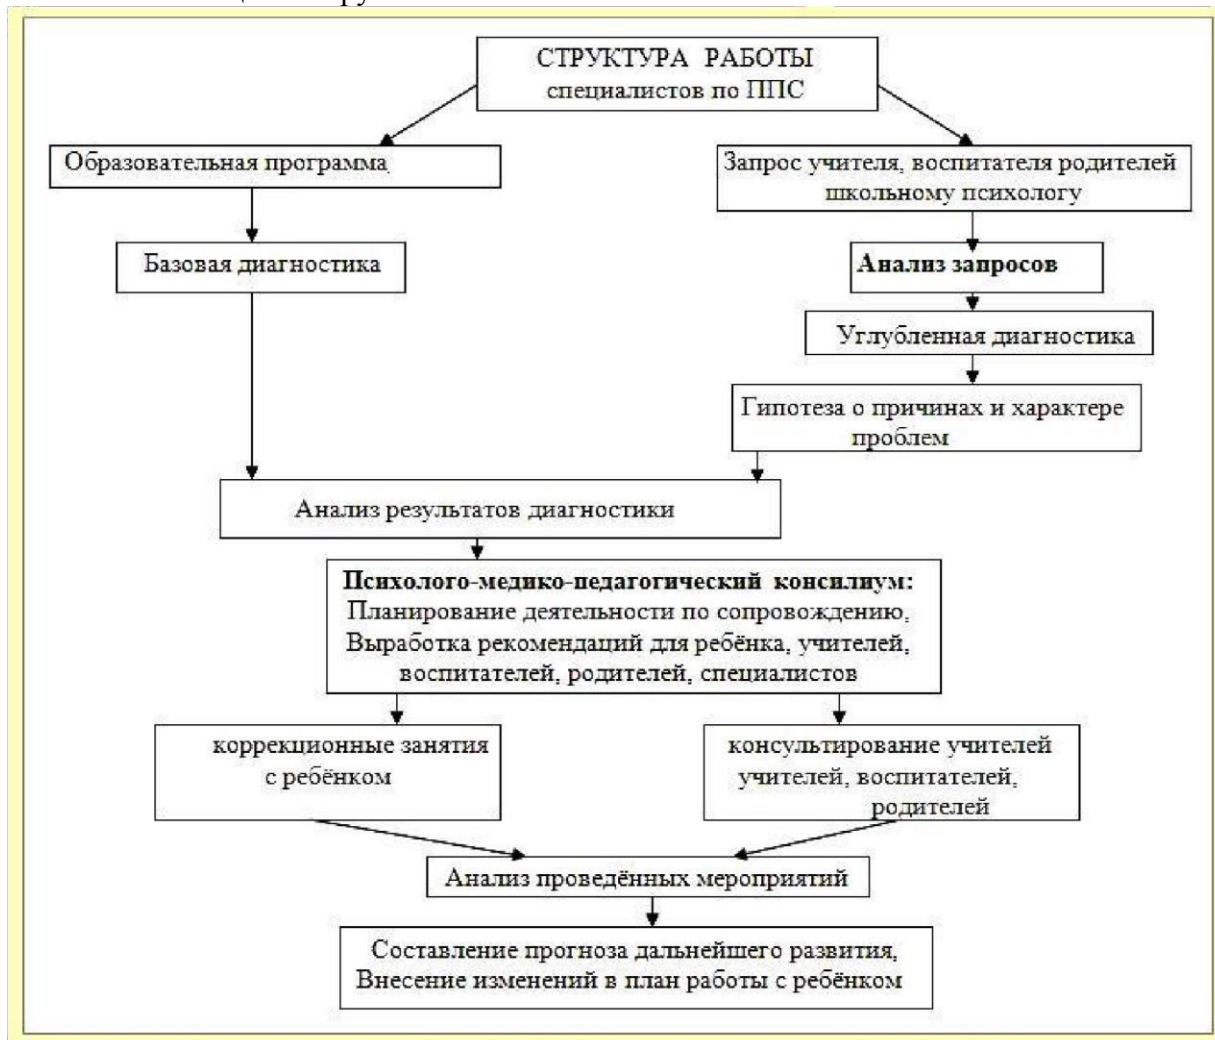 СТРУКТУРА РАБОТЫ
специалистов по ППС
Образовательная программа
Запрос учителя, воспитателя родителей
школьному психологу
Базовая диагностика
Анализ запросов
Углубленная диагностика
Гипотеза о причинах и характере
проблем
Анализ результатов диагностики
Психолого-медико-педагогический консилиум:
Планирование деятельности по сопровождению,
Выработка рекомендаций для ребёнка, учителей,
воспитателей, родителей, специалистов
коррекционные занятия
с ребёнком
консультирование учителей
учителей, воспитателей,
родителей
Анализ проведённых мероприятий
Составление прогноза дальнейшего развития,
Внесение изменений в план работы с ребёнком